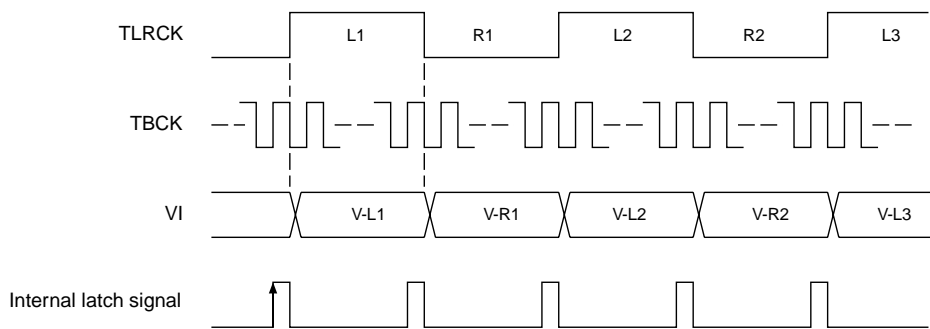 TLRCK L1 R1 L2 R2 L3
TBCK
VI V-L1 V-R1 V-L2 V-R2 V-L3
Internal latch signal